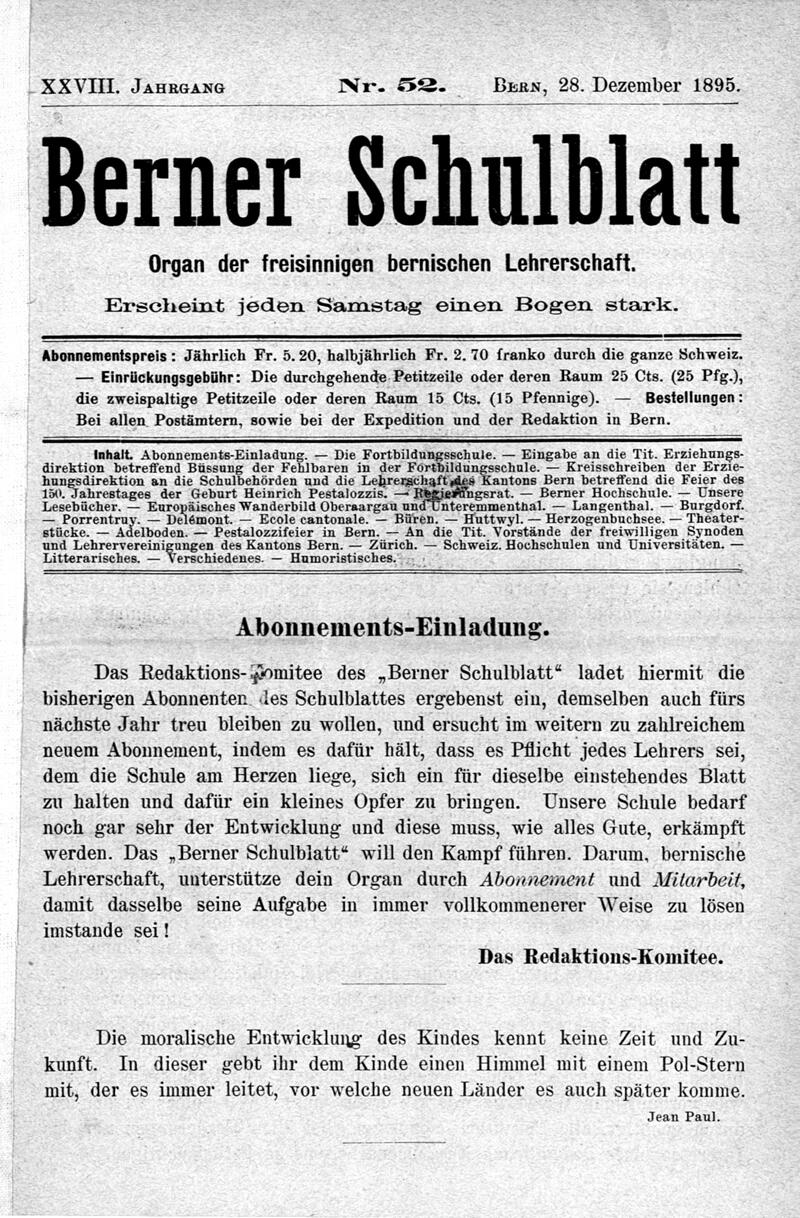 XXVIII. Jahrgang Nr. 52. Bern, 28. Dezember 1895.
Berner Schulblatt
Organ der freisinnigen bernischen Lehrerschaft.
Erscheint jeden Samstag einen Bogen stark.
Abonnementspreis: Jährlich Fr. 5. 20, halbjährlich Fr. 2. 70 franko durch die ganze Schweiz.
— Einrückungsgebühr: Die durchgehende Petitzeile oder deren Raum 25 Cts. (25 Pfg.),
die zweispaltige Petitzeile oder deren Raum 15 Cts. (15 Pfennige). — Bestellungen:
Bei allen Postämtern, sowie bei der Expedition und der Redaktion in Bern.
Inhalt. Abonnements-Einladung. — Die Fortbildungsschule. — Eingabe an die Tit. Erziehungs-
direktion betreffend Büssung der Fehlbaren in der Fortbildungsschule. — Kreisschreiben der Erzie-
hungsdirektion an die Schulbehörden und die Lehrerschaft des Kantons Bern betreffend die Feier des
150. Jahrestages der Geburt Heinrich Pestalozzis. — Regierungsrat. — Berner Hochschule. — Unsere
Lesebücher. — Europäisches Wanderbild Oberaargau und Unteremmenthal. — Langenthal. — Burgdorf.
— Porrentruy. — Delémont. — Ecole cantonale. — Büren. — Huttwyl. — Herzogenbuchsee. — Theater-
stücke. — Adelboden. — Pestalozzifeier in Bern. — An die Tit. Vorstände der freiwilligen Synoden
und Lehrervereinigungen des Kantons Bern. — Zürich. — Schweiz. Hochschulen und Universitäten. —
Litterarisches. — Verschiedenes. — Humoristisches.
Abonnements-Einladung.
Das Redaktions-Komitee des „Berner Schulblatt“ ladet hiermit die
bisherigen Abonnenten des Schulblattes ergebenst ein, demselben auch fürs
nächste Jahr treu bleiben zu wollen, und ersucht im weitern zu zahlreichem
neuem Abonnement, indem es dafür hält, dass es Pflicht jedes Lehrers sei,
dem die Schule am Herzen liege, sich ein für dieselbe einstehendes Blatt
zu halten und dafür ein kleines Opfer zu bringen. Unsere Schule bedarf
noch gar sehr der Entwicklung und diese muss, wie alles Gute, erkämpft
werden. Das „Berner Schulblatt“ will den Kampf führen. Darum, bernische
Lehrerschaft, unterstütze dein Organ durch Abonnement und Mitarbeit,
damit dasselbe seine Aufgabe in immer vollkommenerer Weise zu lösen
imstande sei!
Das Redaktions-Komitee.
Die moralische Entwicklung des Kindes kennt keine Zeit und Zu-
kunft. In dieser gebt ihr dem Kinde einen Himmel mit einem Pol-Stern
mit, der es immer leitet, vor welche neuen Länder es auch später komme.
Jean Paul.